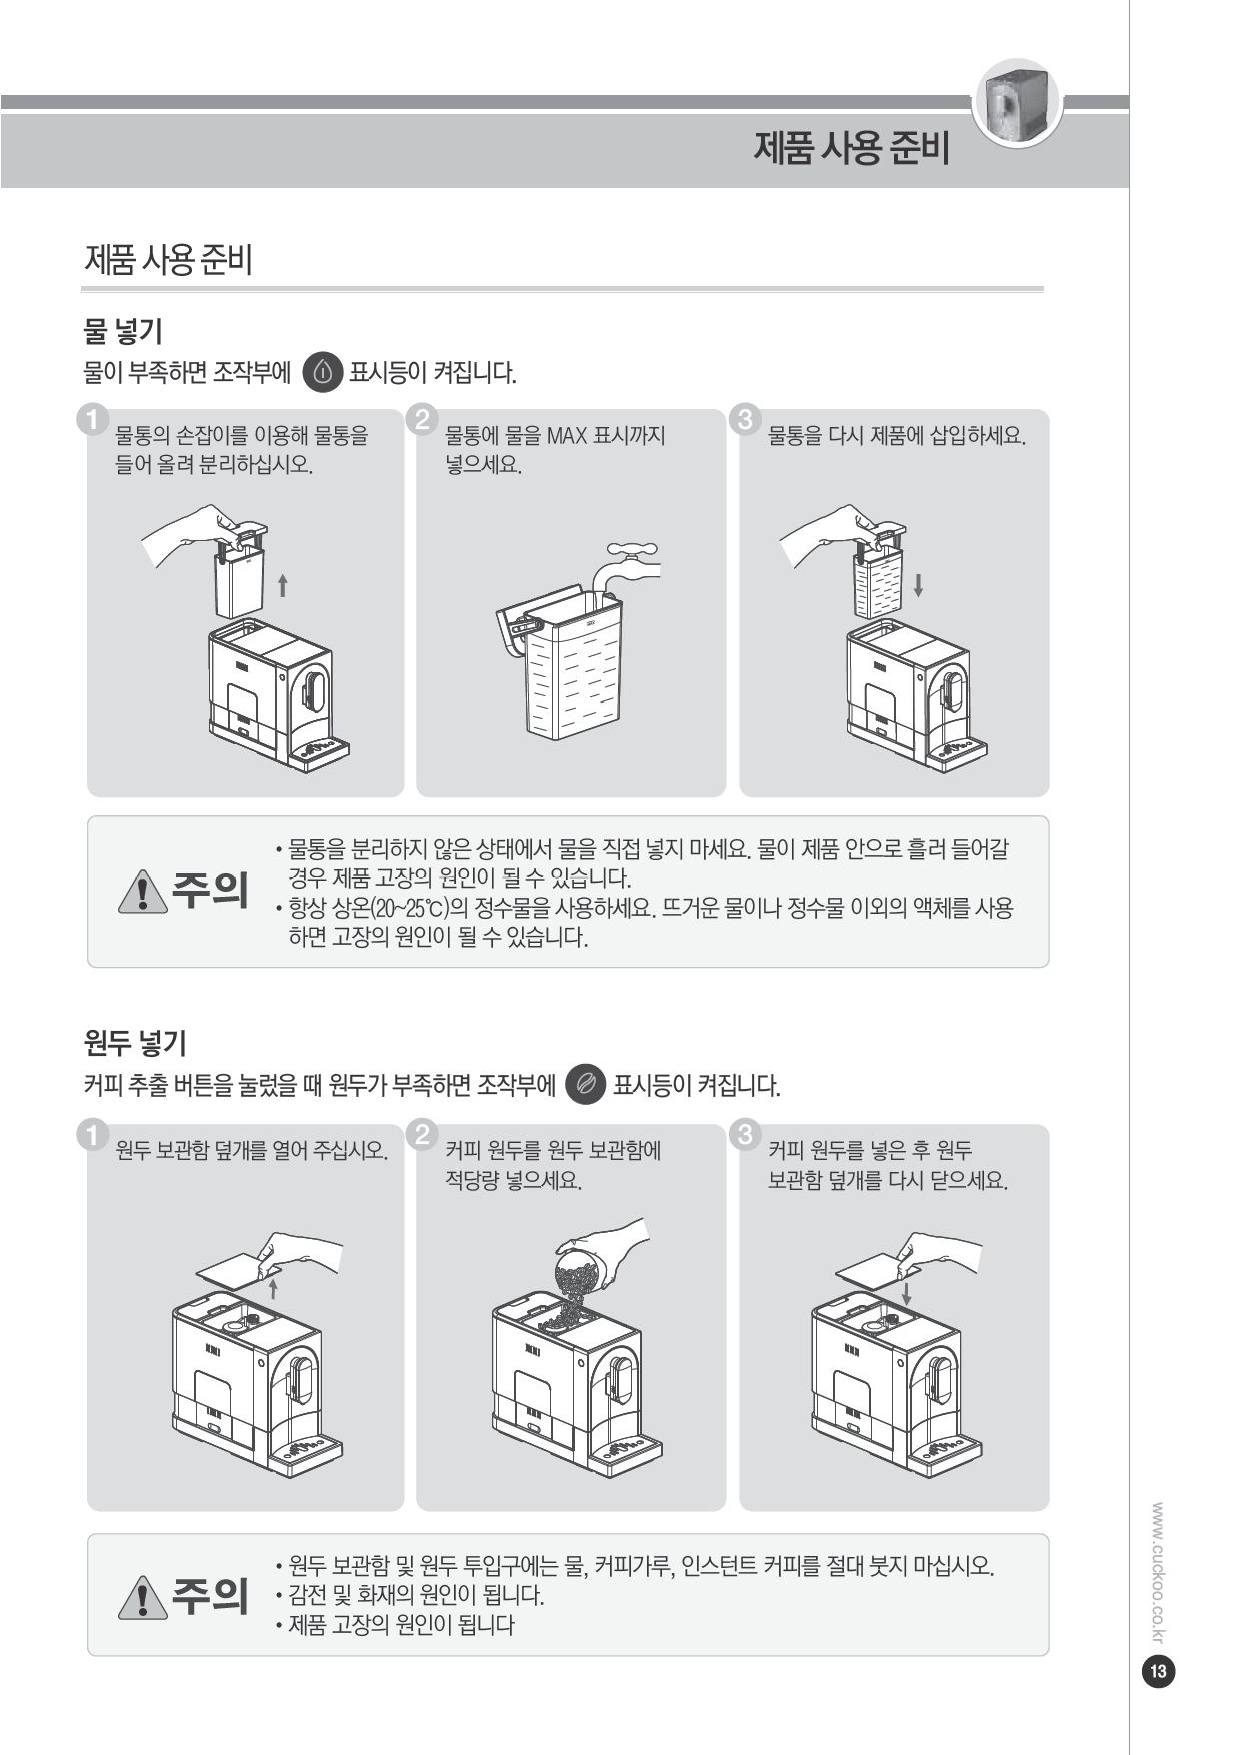 제품 사용 준비
제품 사용 준비
물 넣기
물이 부족하면 조작부에 표시등이 켜집니다.
1
물통의 손잡이를 이용해 물통을
들어 올려 분리하십시오.
2
물통에 물을 MAX 표시까지
넣으세요.
3
물통을 다시 제품에 삽입하세요.
주의
• 물통을 분리하지 않은 상태에서 물을 직접 넣지 마세요. 물이 제품 안으로 흘러 들어갈
경우 제품 고장의 원인이 될 수 있습니다.
• 항상 상온(20~25℃)의 정수물을 사용하세요. 뜨거운 물이나 정수물 이외의 액체를 사용
하면 고장의 원인이 될 수 있습니다.
원두 넣기
커피 추출 버튼을 눌렀을 때 원두가 부족하면 조작부에 표시등이 켜집니다.
1
원두 보관함 덮개를 열어 주십시오.
2
커피 원두를 원두 보관함에
적당량 넣으세요.
3
커피 원두를 넣은 후 원두
보관함 덮개를 다시 닫으세요.
주의
• 원두 보관함 및 원두 투입구에는 물, 커피가루, 인스턴트 커피를 절대 붓지 마십시오.
• 감전 및 화재의 원인이 됩니다.
• 제품 고장의 원인이 됩니다
www.cuckoo.co.kr
13